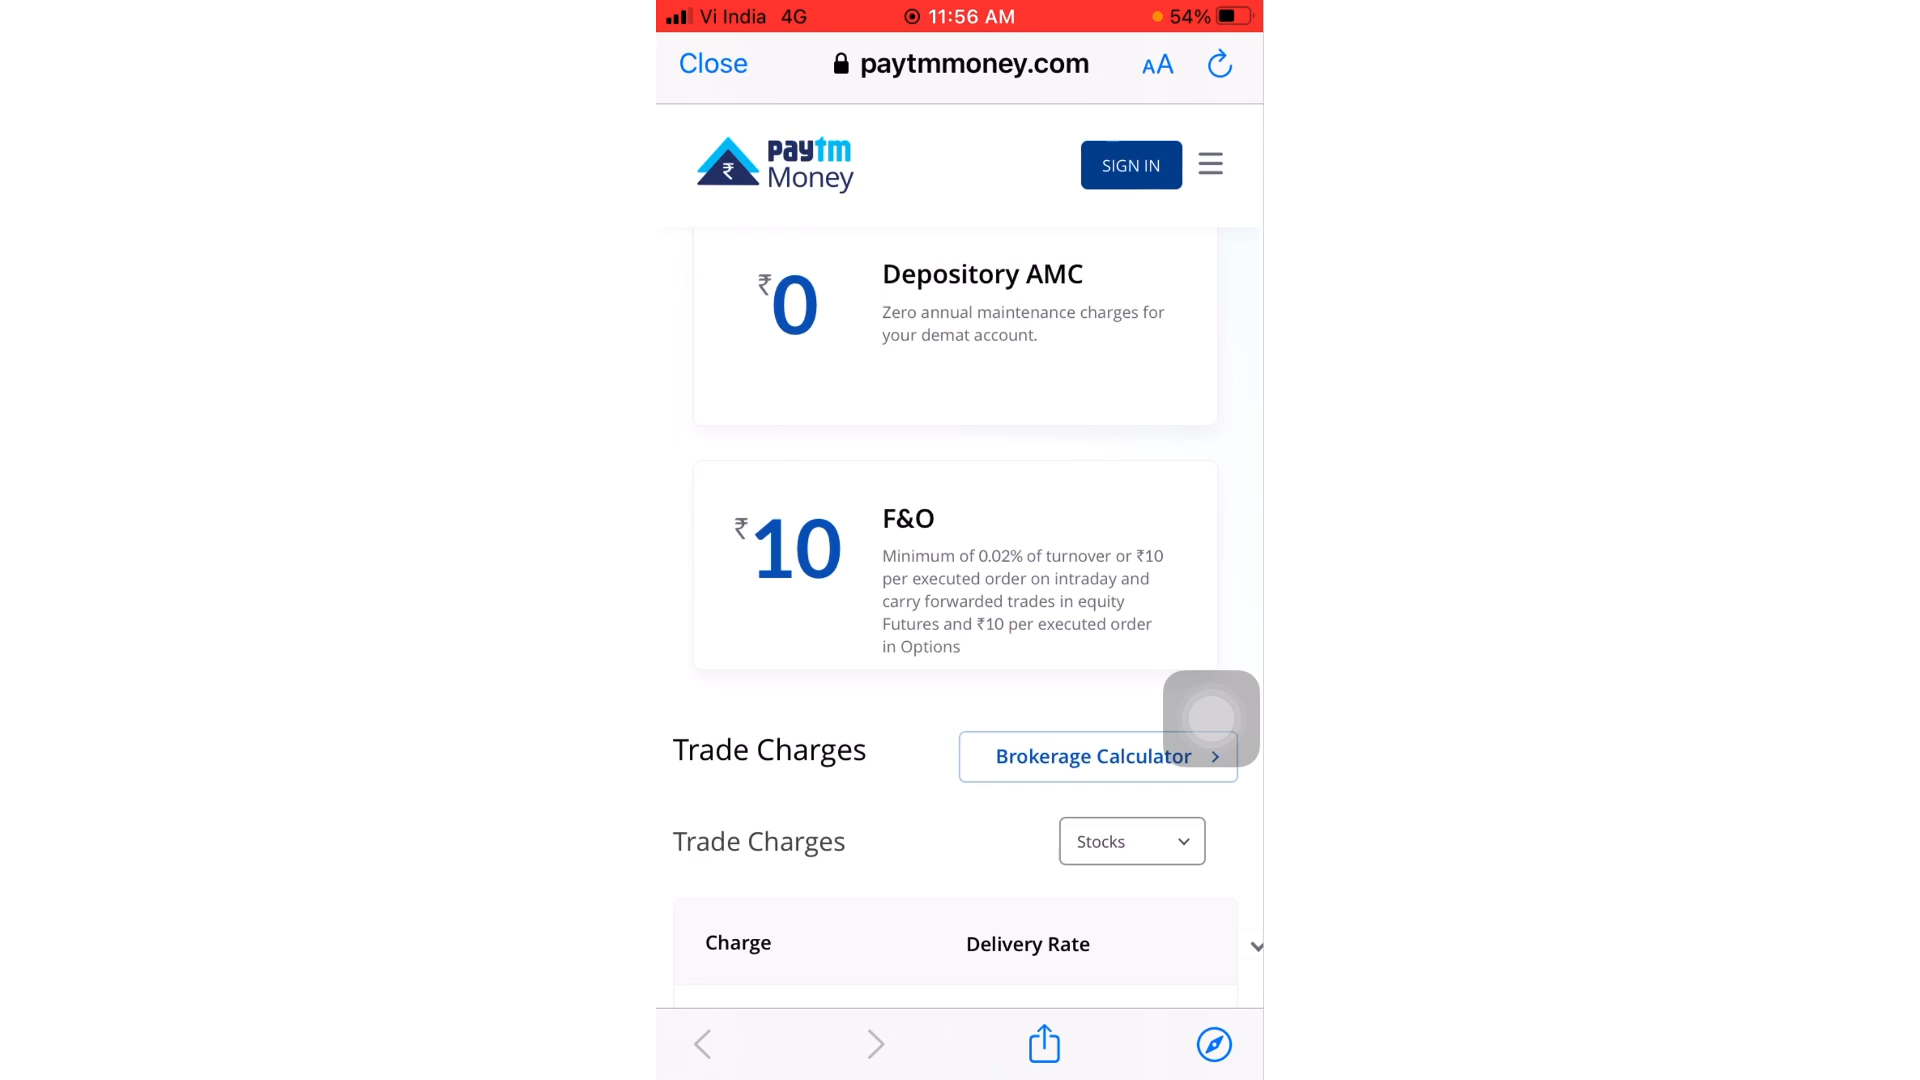 Vi India 4G 11:56 AM 54%
Close paytmmoney.com AA
₹ paytm
Money
SIGN IN
₹0
Depository AMC
Zero annual maintenance charges for
your demat account.
₹10
F&O
Minimum of 0.02% of turnover or ₹10
per executed order on intraday and
carry forwarded trades in equity
Futures and ₹10 per executed order
in Options
Trade Charges Brokerage Calculator
Trade Charges Stocks
Charge Delivery Rate